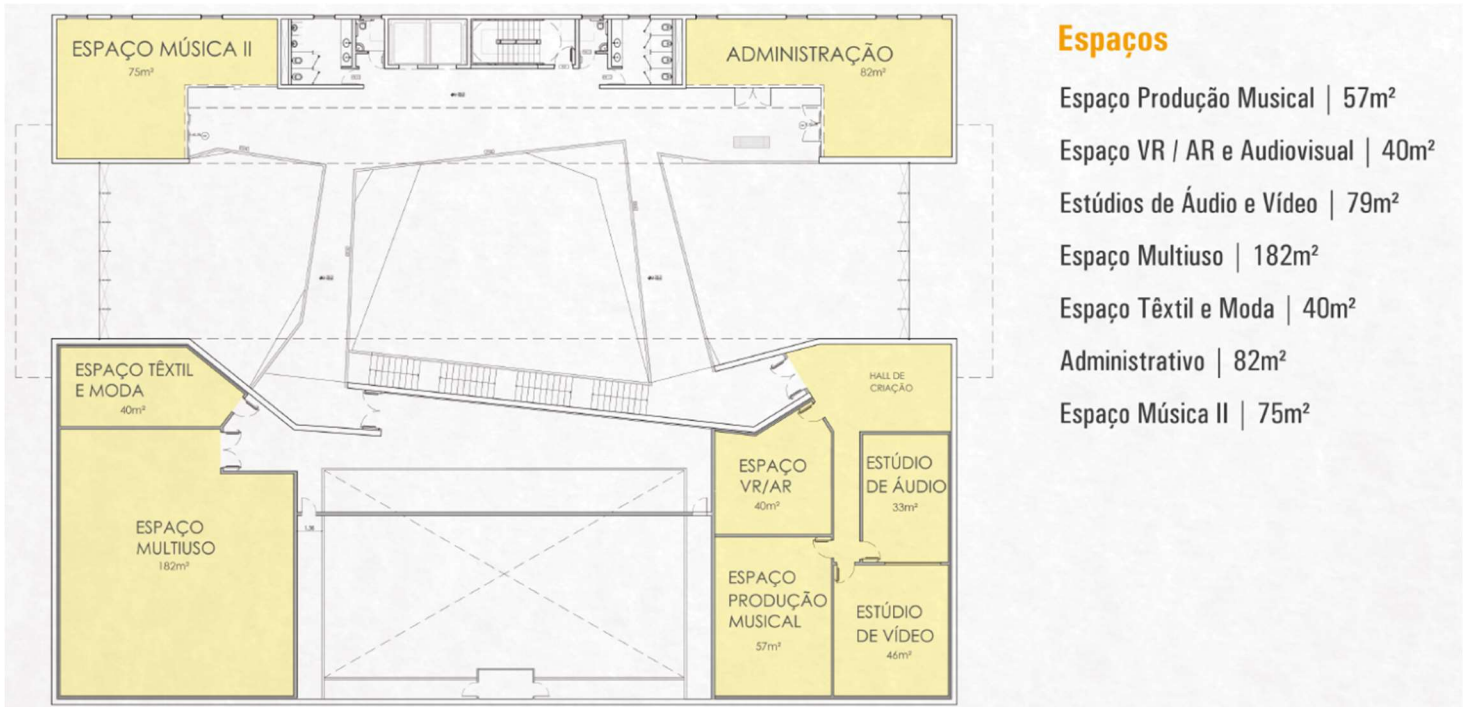 ESPAÇO MÚSICA II
75m²
ADMINISTRAÇÃO
82m²
ESPAÇO TÊXTIL
E MODA
40m²
HALL DE
CRIAÇÃO
ESPAÇO
VR/AR
40m²
ESTÚDIO
DE ÁUDIO
33m²
ESPAÇO
MULTIUSO
182m²
ESPAÇO
PRODUÇÃO
MUSICAL
57m²
ESTÚDIO
DE VÍDEO
46m²
Espaços
Espaço Produção Musical | 57m²
Espaço VR / AR e Audiovisual | 40m²
Estúdios de Áudio e Vídeo | 79m²
Espaço Multiuso | 182m²
Espaço Têxtil e Moda | 40m²
Administrativo | 82m²
Espaço Música II | 75m²